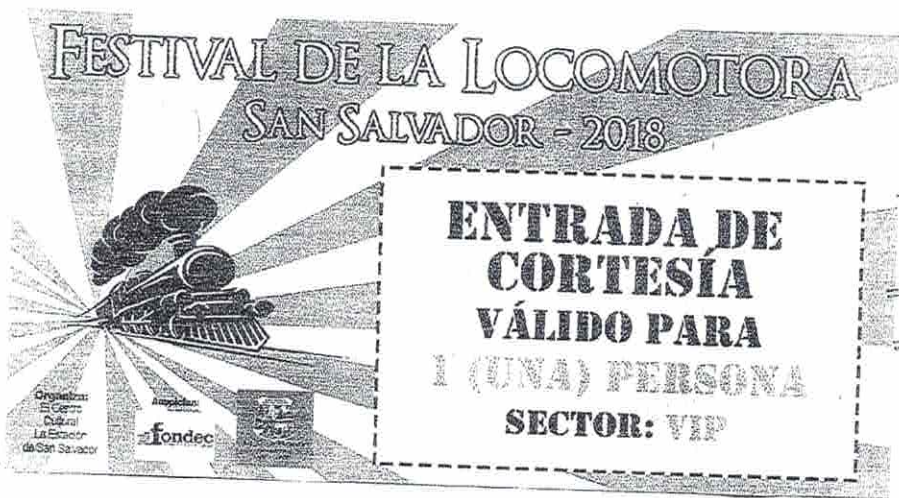 FESTIVAL DE LA LOCOMOTORA
SAN SALVADOR - 2018
ENTRADA DE
CORTESÍA
VÁLIDO PARA
1 (UNA) PERSONA
SECTOR: VIP
Organiza:
El Centro
Cultural
La Estación
de San Salvador
Auspician:
fondec